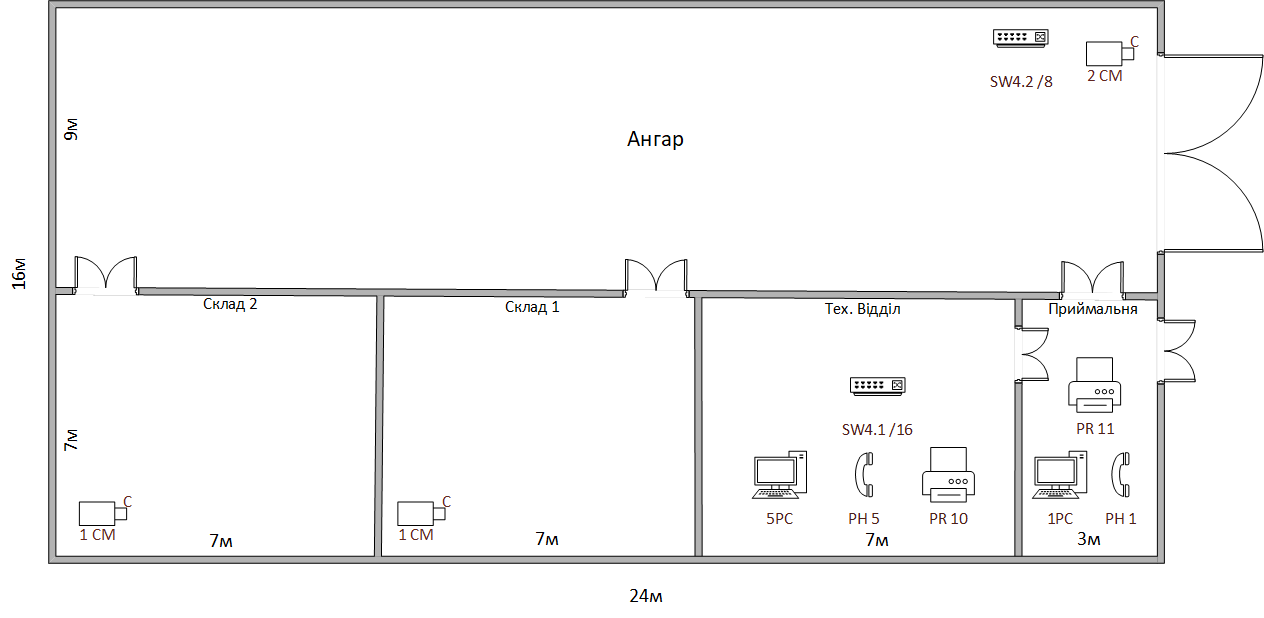 C
SW4.2 /8
2 CM
9м
Ангар
16м
Склад 2
Склад 1
Тех. Відділ
Приймальня
SW4.1 /16
PR 11
7м
C
1 CM
C
1 CM
5PC
PH 5
PR 10
1PC
PH 1
7м
7м
7м
3м
24м